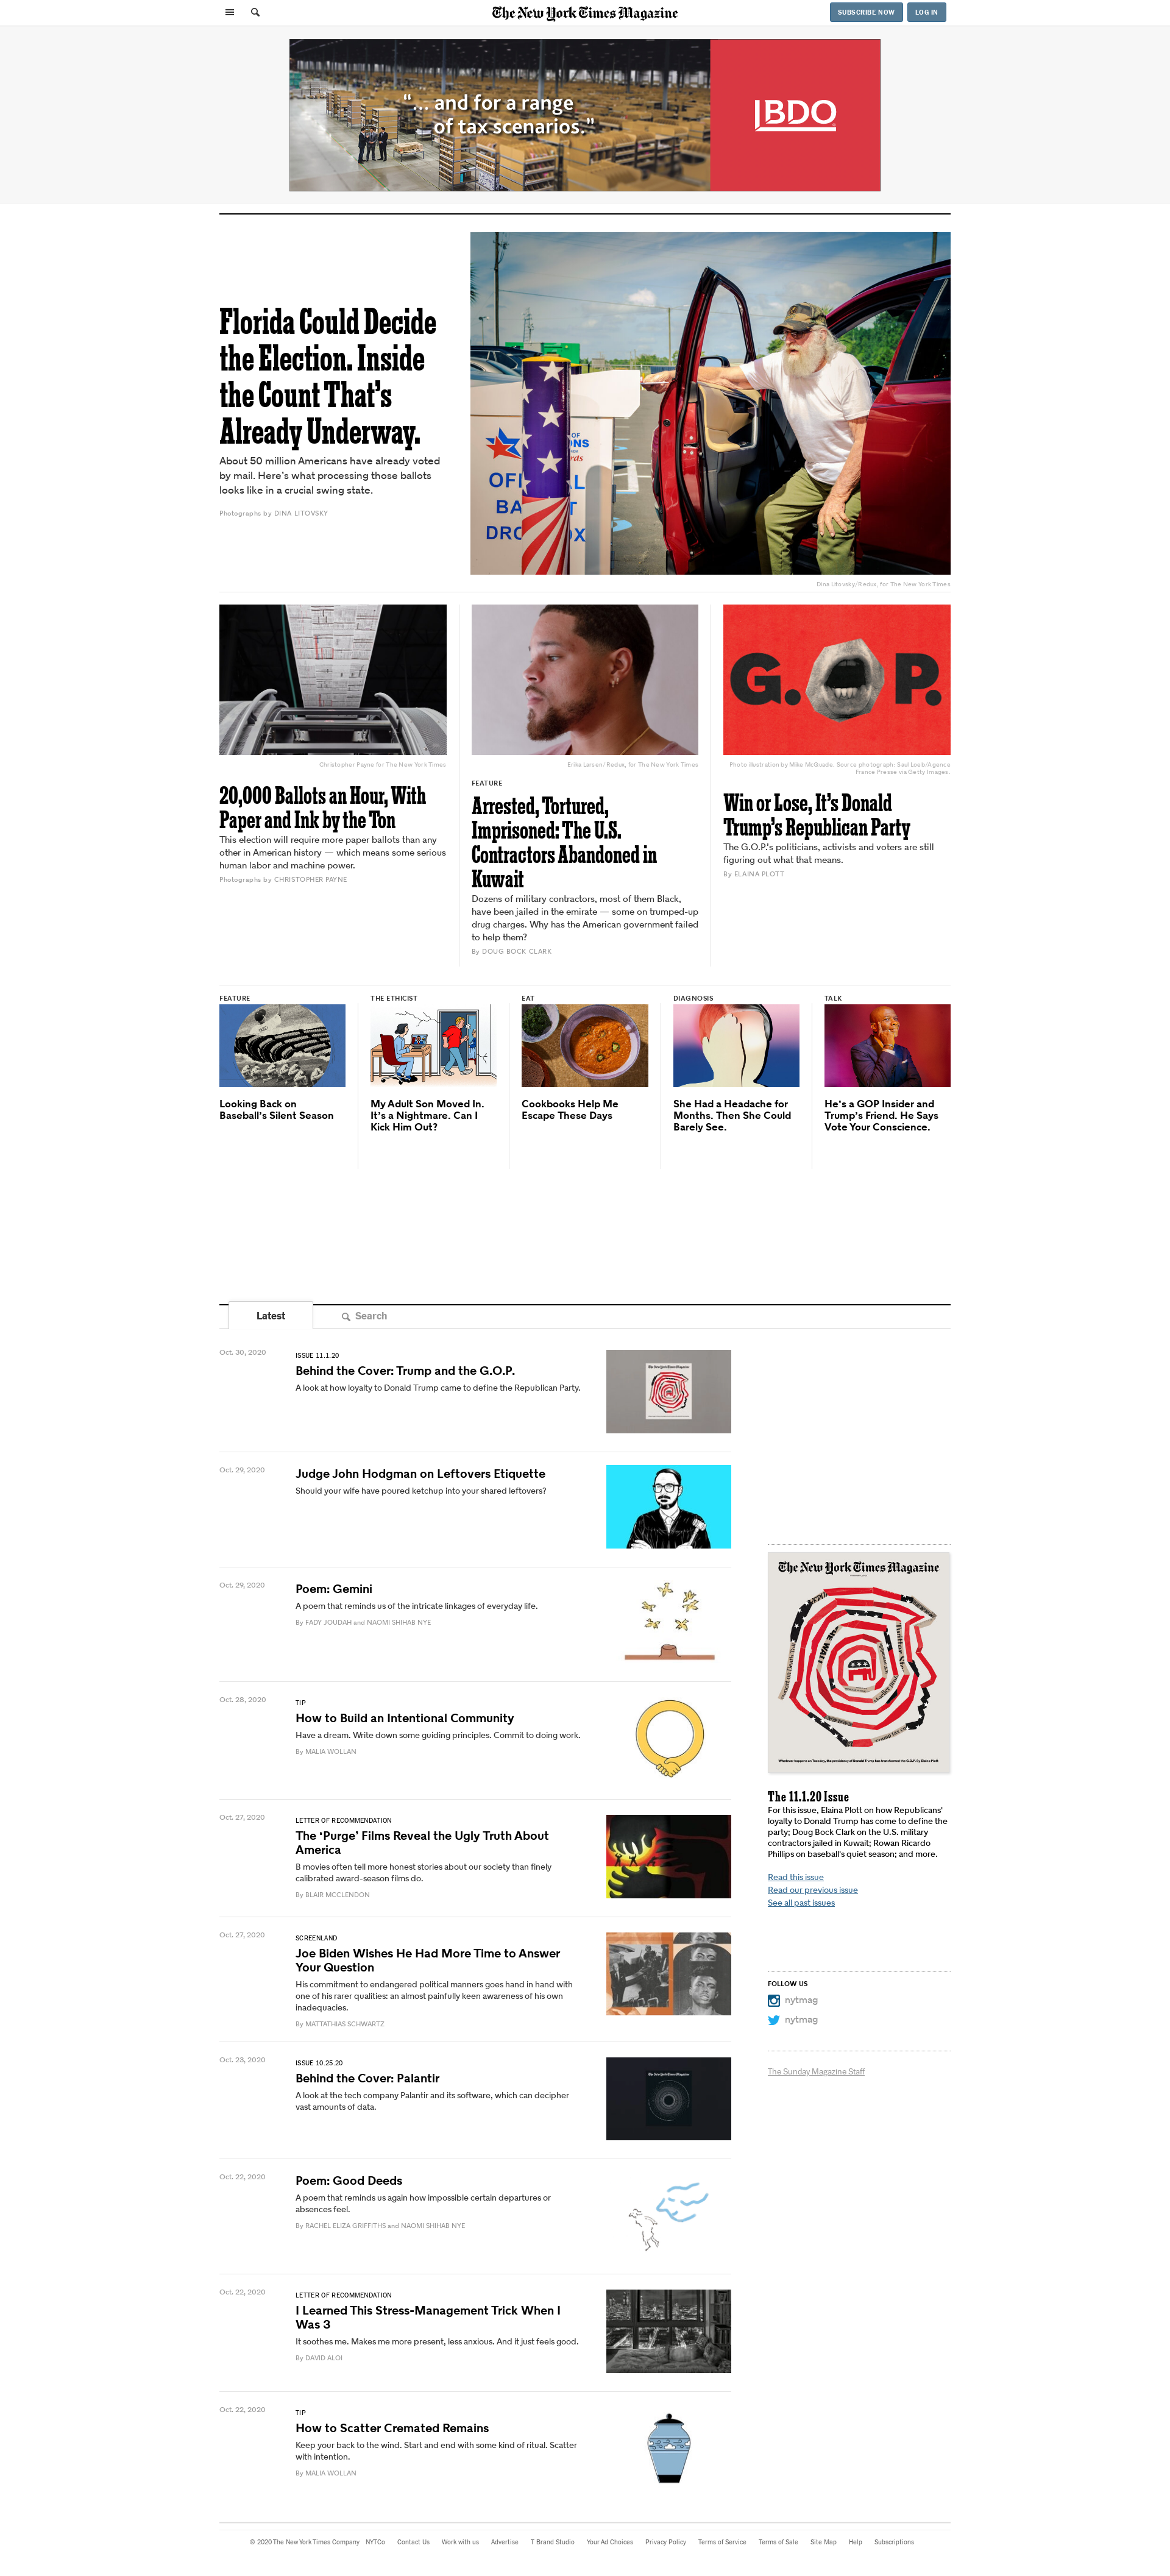 The New York Times Magazine
SUBSCRIBE NOW
LOG IN
“... and for a range
of tax scenarios.”
BDO
Florida Could Decide
the Election. Inside
the Count That’s
Already Underway.
About 50 million Americans have already voted
by mail. Here’s what processing those ballots
looks like in a crucial swing state.
Photographs by DINA LITOVSKY
Dina Litovsky/Redux, for The New York Times
Christopher Payne for The New York Times
20,000 Ballots an Hour, With
Paper and Ink by the Ton
This election will require more paper ballots than any
other in American history — which means some serious
human labor and machine power.
Photographs by CHRISTOPHER PAYNE
Erika Larsen/Redux, for The New York Times
FEATURE
Arrested, Tortured,
Imprisoned: The U.S.
Contractors Abandoned in
Kuwait
Dozens of military contractors, most of them Black,
have been jailed in the emirate — some on trumped-up
drug charges. Why has the American government failed
to help them?
By DOUG BOCK CLARK
G. P.
Photo illustration by Mike McQuade. Source photograph: Saul Loeb/Agence
France Presse via Getty Images.
Win or Lose, It’s Donald
Trump’s Republican Party
The G.O.P.’s politicians, activists and voters are still
figuring out what that means.
By ELAINA PLOTT
FEATURE
Looking Back on
Baseball’s Silent Season
THE ETHICIST
My Adult Son Moved In.
It’s a Nightmare. Can I
Kick Him Out?
EAT
Cookbooks Help Me
Escape These Days
DIAGNOSIS
She Had a Headache for
Months. Then She Could
Barely See.
TALK
He’s a GOP Insider and
Trump’s Friend. He Says
Vote Your Conscience.
Latest
Search
Oct. 30, 2020
ISSUE 11.1.20
Behind the Cover: Trump and the G.O.P.
A look at how loyalty to Donald Trump came to define the Republican Party.
Oct. 29, 2020
Judge John Hodgman on Leftovers Etiquette
Should your wife have poured ketchup into your shared leftovers?
Oct. 29, 2020
Poem: Gemini
A poem that reminds us of the intricate linkages of everyday life.
By FADY JOUDAH and NAOMI SHIHAB NYE
Oct. 28, 2020
TIP
How to Build an Intentional Community
Have a dream. Write down some guiding principles. Commit to doing work.
By MALIA WOLLAN
Oct. 27, 2020
LETTER OF RECOMMENDATION
The ‘Purge’ Films Reveal the Ugly Truth About
America
B movies often tell more honest stories about our society than finely
calibrated award-season films do.
By BLAIR MCCLENDON
Oct. 27, 2020
SCREENLAND
Joe Biden Wishes He Had More Time to Answer
Your Question
His commitment to endangered political manners goes hand in hand with
one of his rarer qualities: an almost painfully keen awareness of his own
inadequacies.
By MATTATHIAS SCHWARTZ
Oct. 23, 2020
ISSUE 10.25.20
Behind the Cover: Palantir
A look at the tech company Palantir and its software, which can decipher
vast amounts of data.
Oct. 22, 2020
Poem: Good Deeds
A poem that reminds us again how impossible certain departures or
absences feel.
By RACHEL ELIZA GRIFFITHS and NAOMI SHIHAB NYE
Oct. 22, 2020
LETTER OF RECOMMENDATION
I Learned This Stress-Management Trick When I
Was 3
It soothes me. Makes me more present, less anxious. And it just feels good.
By DAVID ALOI
Oct. 22, 2020
TIP
How to Scatter Cremated Remains
Keep your back to the wind. Start and end with some kind of ritual. Scatter
with intention.
By MALIA WOLLAN
The New York Times Magazine
Whatever happens on Tuesday, the presidency of Donald Trump has transformed the G.O.P. By Elaina Plott
The 11.1.20 Issue
For this issue, Elaina Plott on how Republicans’
loyalty to Donald Trump has come to define the
party; Doug Bock Clark on the U.S. military
contractors jailed in Kuwait; Rowan Ricardo
Phillips on baseball’s quiet season; and more.
Read this issue
Read our previous issue
See all past issues
FOLLOW US
nytmag
nytmag
The Sunday Magazine Staff
© 2020 The New York Times Company NYTCo Contact Us Work with us Advertise T Brand Studio Your Ad Choices Privacy Policy Terms of Service Terms of Sale Site Map Help Subscriptions